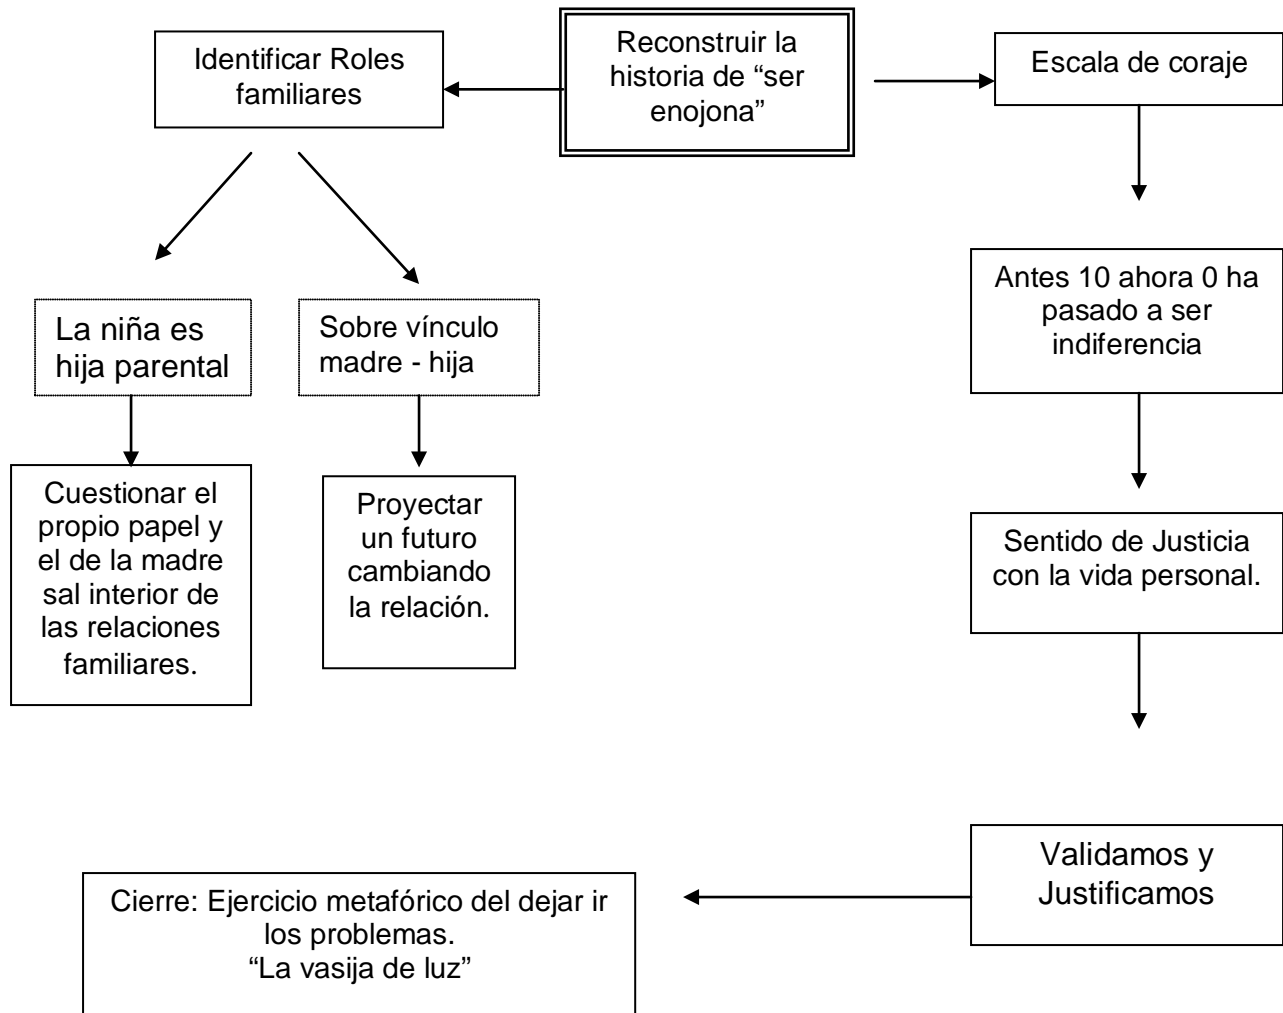 Identificar Roles
familiares
Reconstruir la
historia de “ser
enojona”
Escala de coraje
La niña es
hija parental
Sobre vínculo
madre - hija
Antes 10 ahora 0 ha
pasado a ser
indiferencia
Cuestionar el
propio papel y
el de la madre
sal interior de
las relaciones
familiares.
Proyectar
un futuro
cambiando
la relación.
Sentido de Justicia
con la vida personal.
Validamos y
Justificamos
Cierre: Ejercicio metafórico del dejar ir
los problemas.
“La vasija de luz”